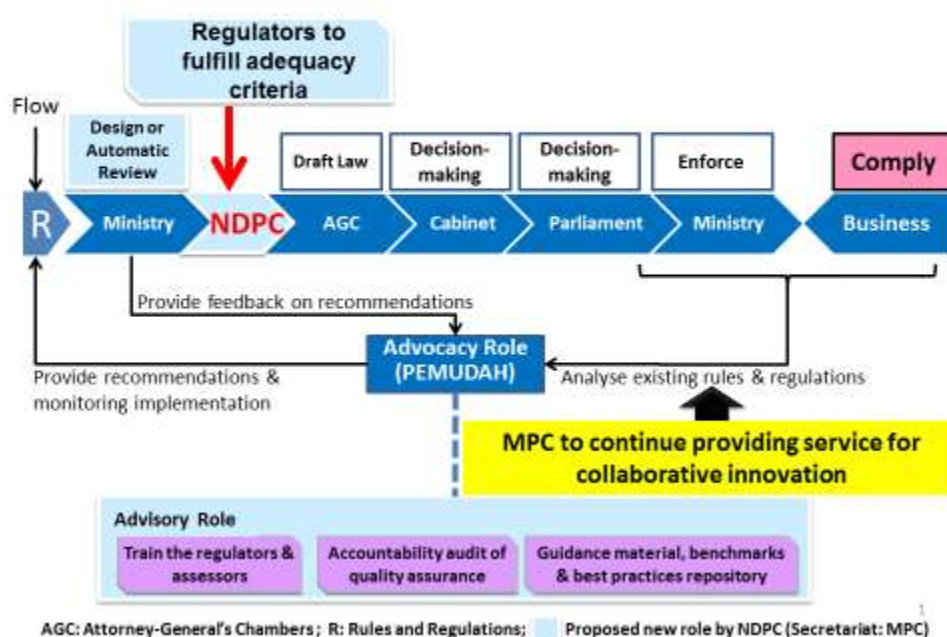 Regulators to
fulfill adequacy
criteria
Flow
Design or
Automatic
Review
Draft Law
Decision-
making
Decision-
making
Enforce
Comply
R
Ministry
NDPC
AGC
Cabinet
Parliament
Ministry
Business
Provide feedback on recommendations
Advocacy Role
(PEMUDAH)
Provide recommendations &
monitoring implementation
Analyse existing rules & regulations
MPC to continue providing service for
collaborative innovation
Advisory Role
Train the regulators &
assessors
Accountability audit of
quality assurance
Guidance material, benchmarks
& best practices repository
1
AGC: Attorney-General's Chambers; R: Rules and Regulations; Proposed new role by NDPC (Secretariat: MPC)